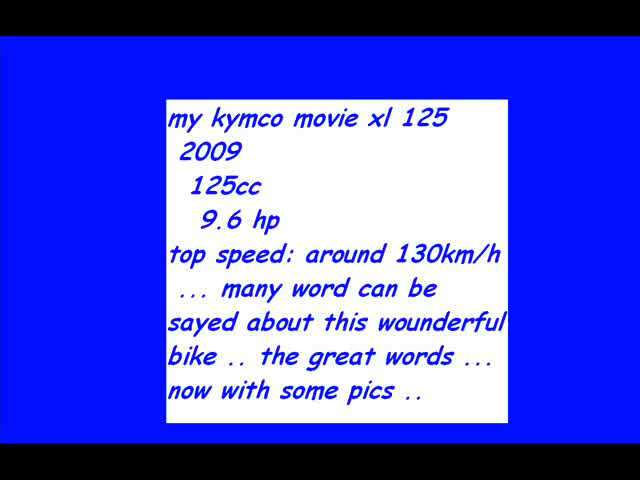 my kymco movie xl 125
2009
125cc
9.6 hp
top speed: around 130km/h
... many word can be
sayed about this wounderful
bike .. the great words ...
now with some pics ..